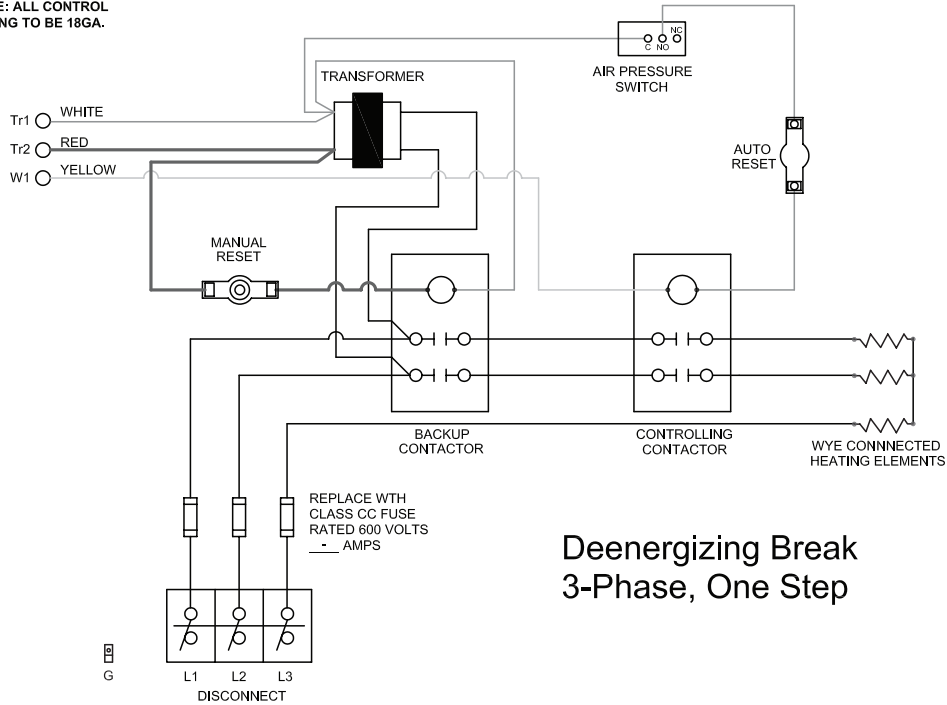 E: ALL CONTROL
NG TO BE 18GA.
NC
C NO
AIR PRESSURE
SWITCH
TRANSFORMER
Tr1 WHITE
Tr2 RED
W1 YELLOW
AUTO
RESET
MANUAL
RESET
BACKUP
CONTACTOR
CONTROLLING
CONTACTOR
WYE CONNNECTED
HEATING ELEMENTS
REPLACE WTH
CLASS CC FUSE
RATED 600 VOLTS
- AMPS
Deenergizing Break
3-Phase, One Step
G
L1 L2 L3
DISCONNECT